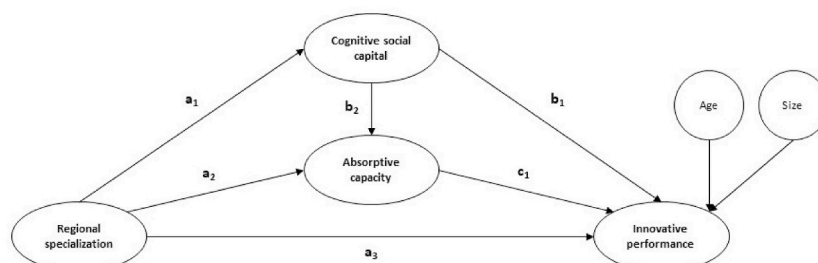 Cognitive social
capital
a₁
b₁
b₂
Age
Size
Absorptive
capacity
a₂
c₁
Regional
specialization
Innovative
performance
a₃